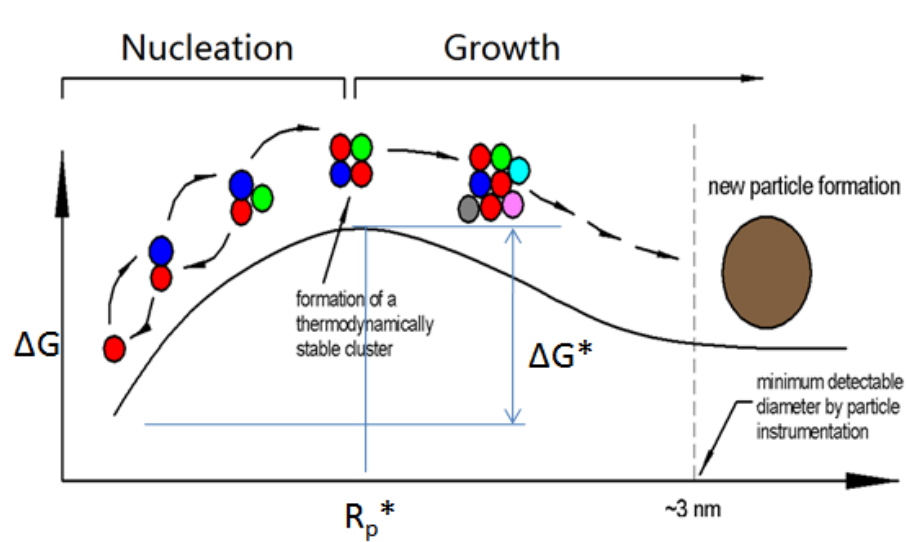 Nucleation
Growth
new particle formation
formation of a
thermodynamically
stable cluster
ΔG
ΔG*
minimum detectable
diameter by particle
instrumentation
Rp*
~3 nm